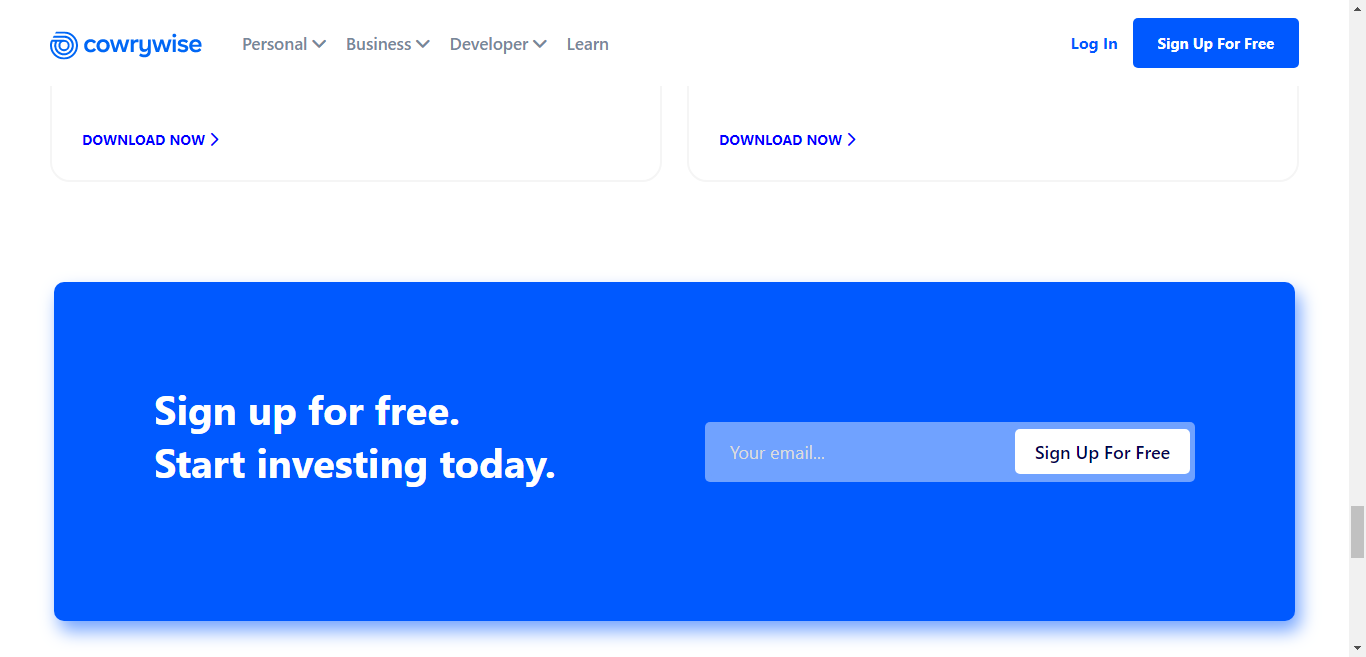 cowrywise Personal Business Developer Learn Log In Sign Up For Free
DOWNLOAD NOW DOWNLOAD NOW
Sign up for free.
Start investing today.
Your email... Sign Up For Free